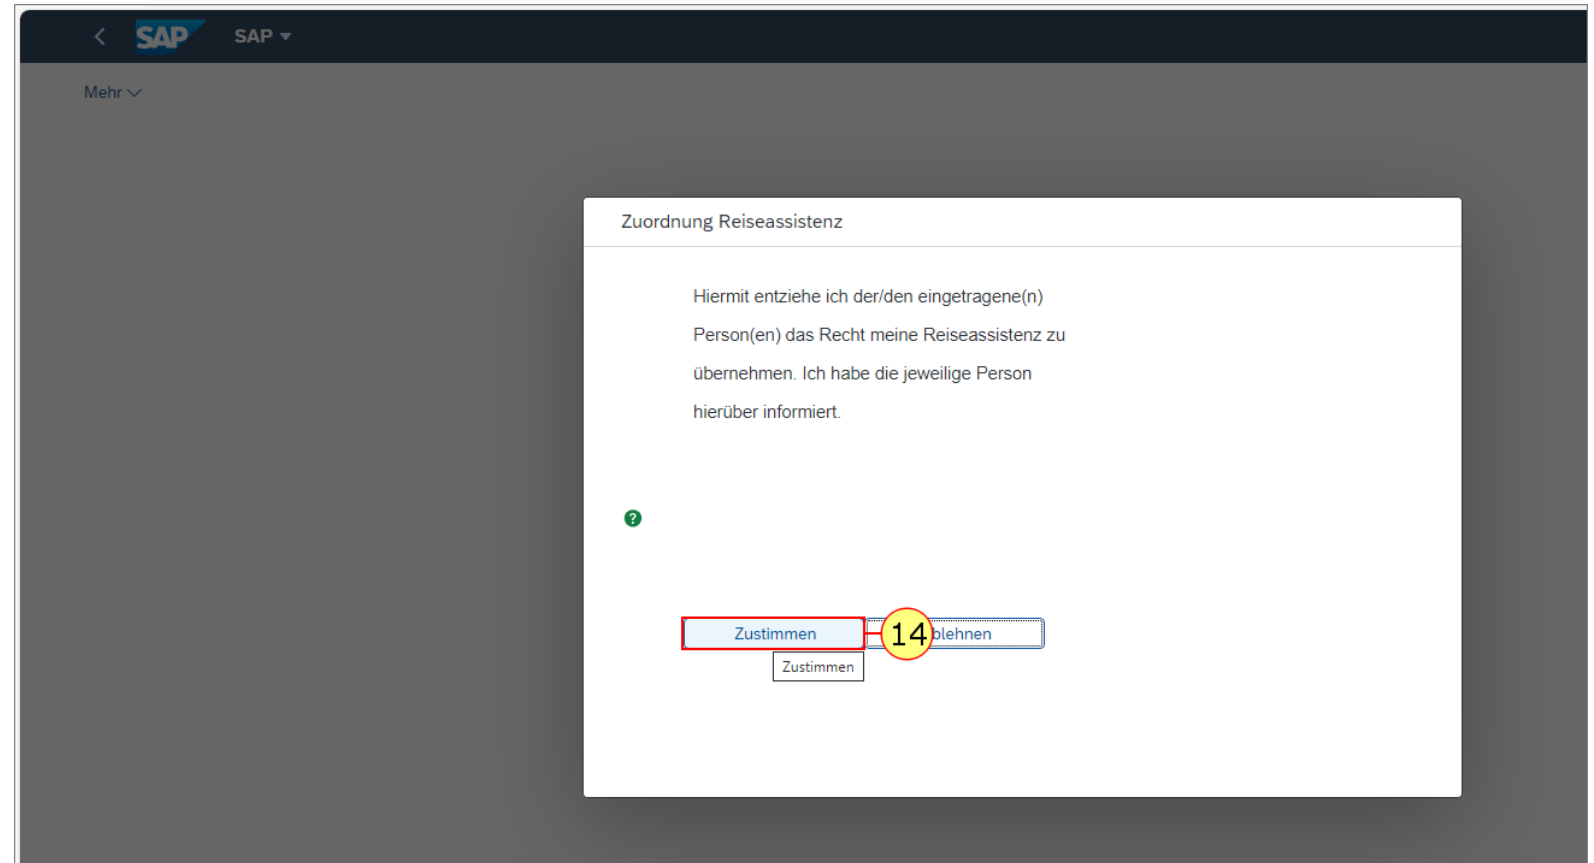 SAP SAP
Mehr
Zuordnung Reiseassistenz
Hiermit entziehe ich der/den eingetragene(n)
Person(en) das Recht meine Reiseassistenz zu
übernehmen. Ich habe die jeweilige Person
hierüber informiert.
?
Zustimmen 14 blehnen
Zustimmen